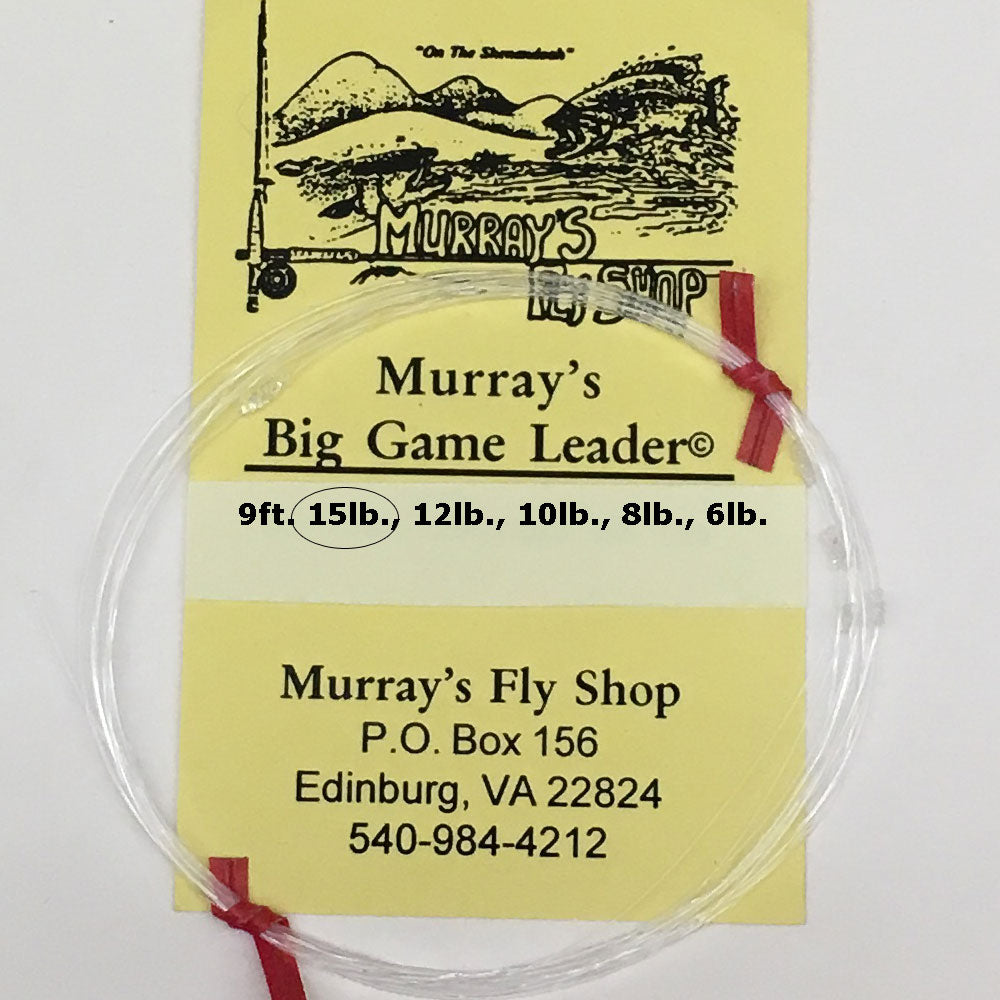 "On The Shenandoah"
MURRAY'S
FLY SHOP
Murray's
Big Game Leader©
9ft. 15lb., 12lb., 10lb., 8lb., 6lb.
Murray's Fly Shop
P.O. Box 156
Edinburg, VA 22824
540-984-4212